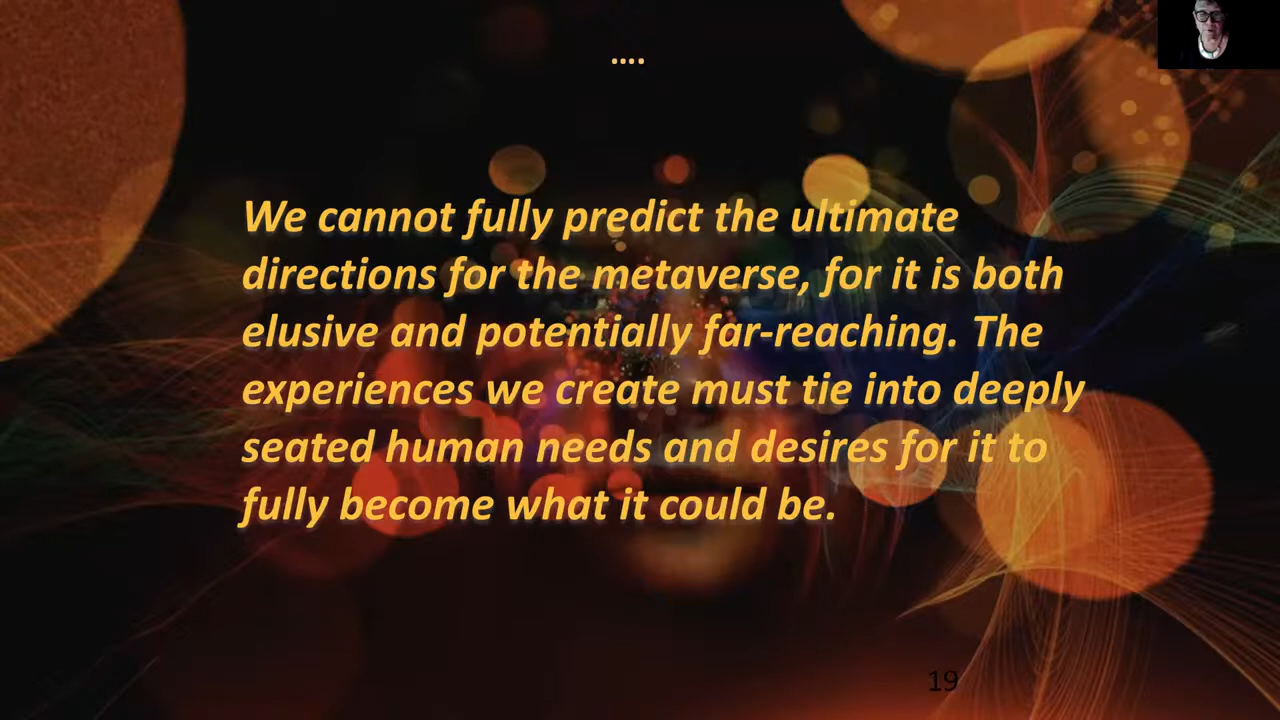 ....
We cannot fully predict the ultimate
directions for the metaverse, for it is both
elusive and potentially far-reaching. The
experiences we create must tie into deeply
seated human needs and desires for it to
fully become what it could be.
19